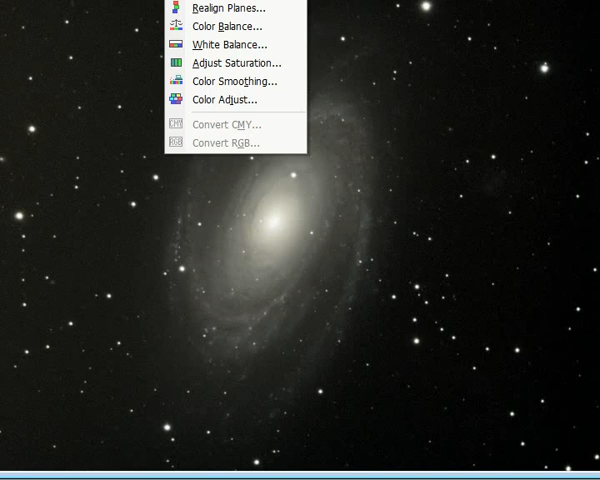 Realign Planes...
Color Balance...
White Balance...
Adjust Saturation...
Color Smoothing...
Color Adjust...
Convert CMY...
Convert RGB...